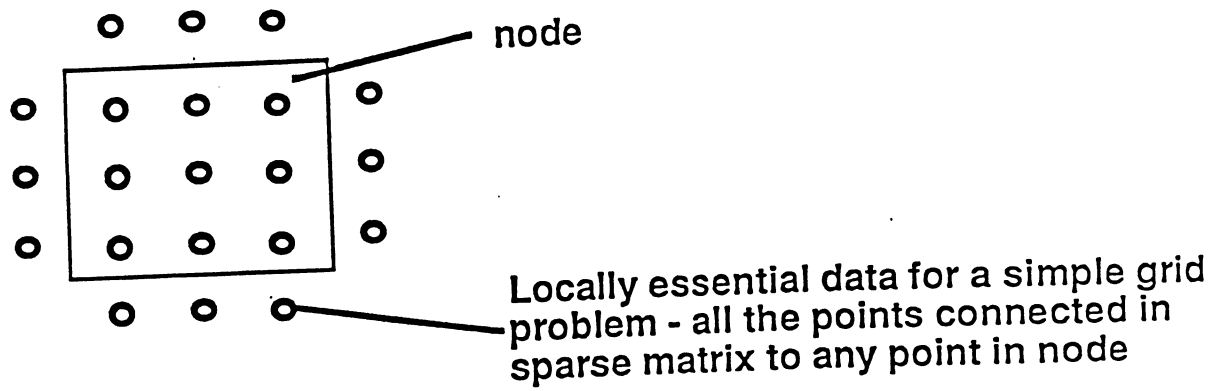 node
Locally essential data for a simple grid
problem - all the points connected in
sparse matrix to any point in node